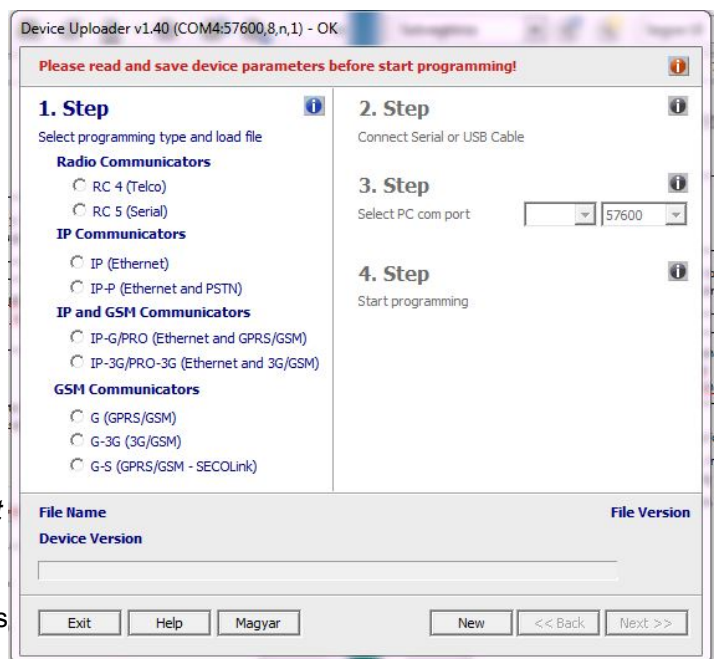 Device Uploader v1.40 (COM4:57600,8,n,1) - OK
Please read and save device parameters before start programming!
1. Step
Select programming type and load file
Radio Communicators
RC 4 (Telco)
RC 5 (Serial)
IP Communicators
IP (Ethernet)
IP-P (Ethernet and PSTN)
IP and GSM Communicators
IP-G/PRO (Ethernet and GPRS/GSM)
IP-3G/PRO-3G (Ethernet and 3G/GSM)
GSM Communicators
G (GPRS/GSM)
G-3G (3G/GSM)
G-S (GPRS/GSM - SECOLink)
2. Step
Connect Serial or USB Cable
3. Step
Select PC com port 57600
4. Step
Start programming
File Name File Version
Device Version
Exit Help Magyar New << Back Next >>